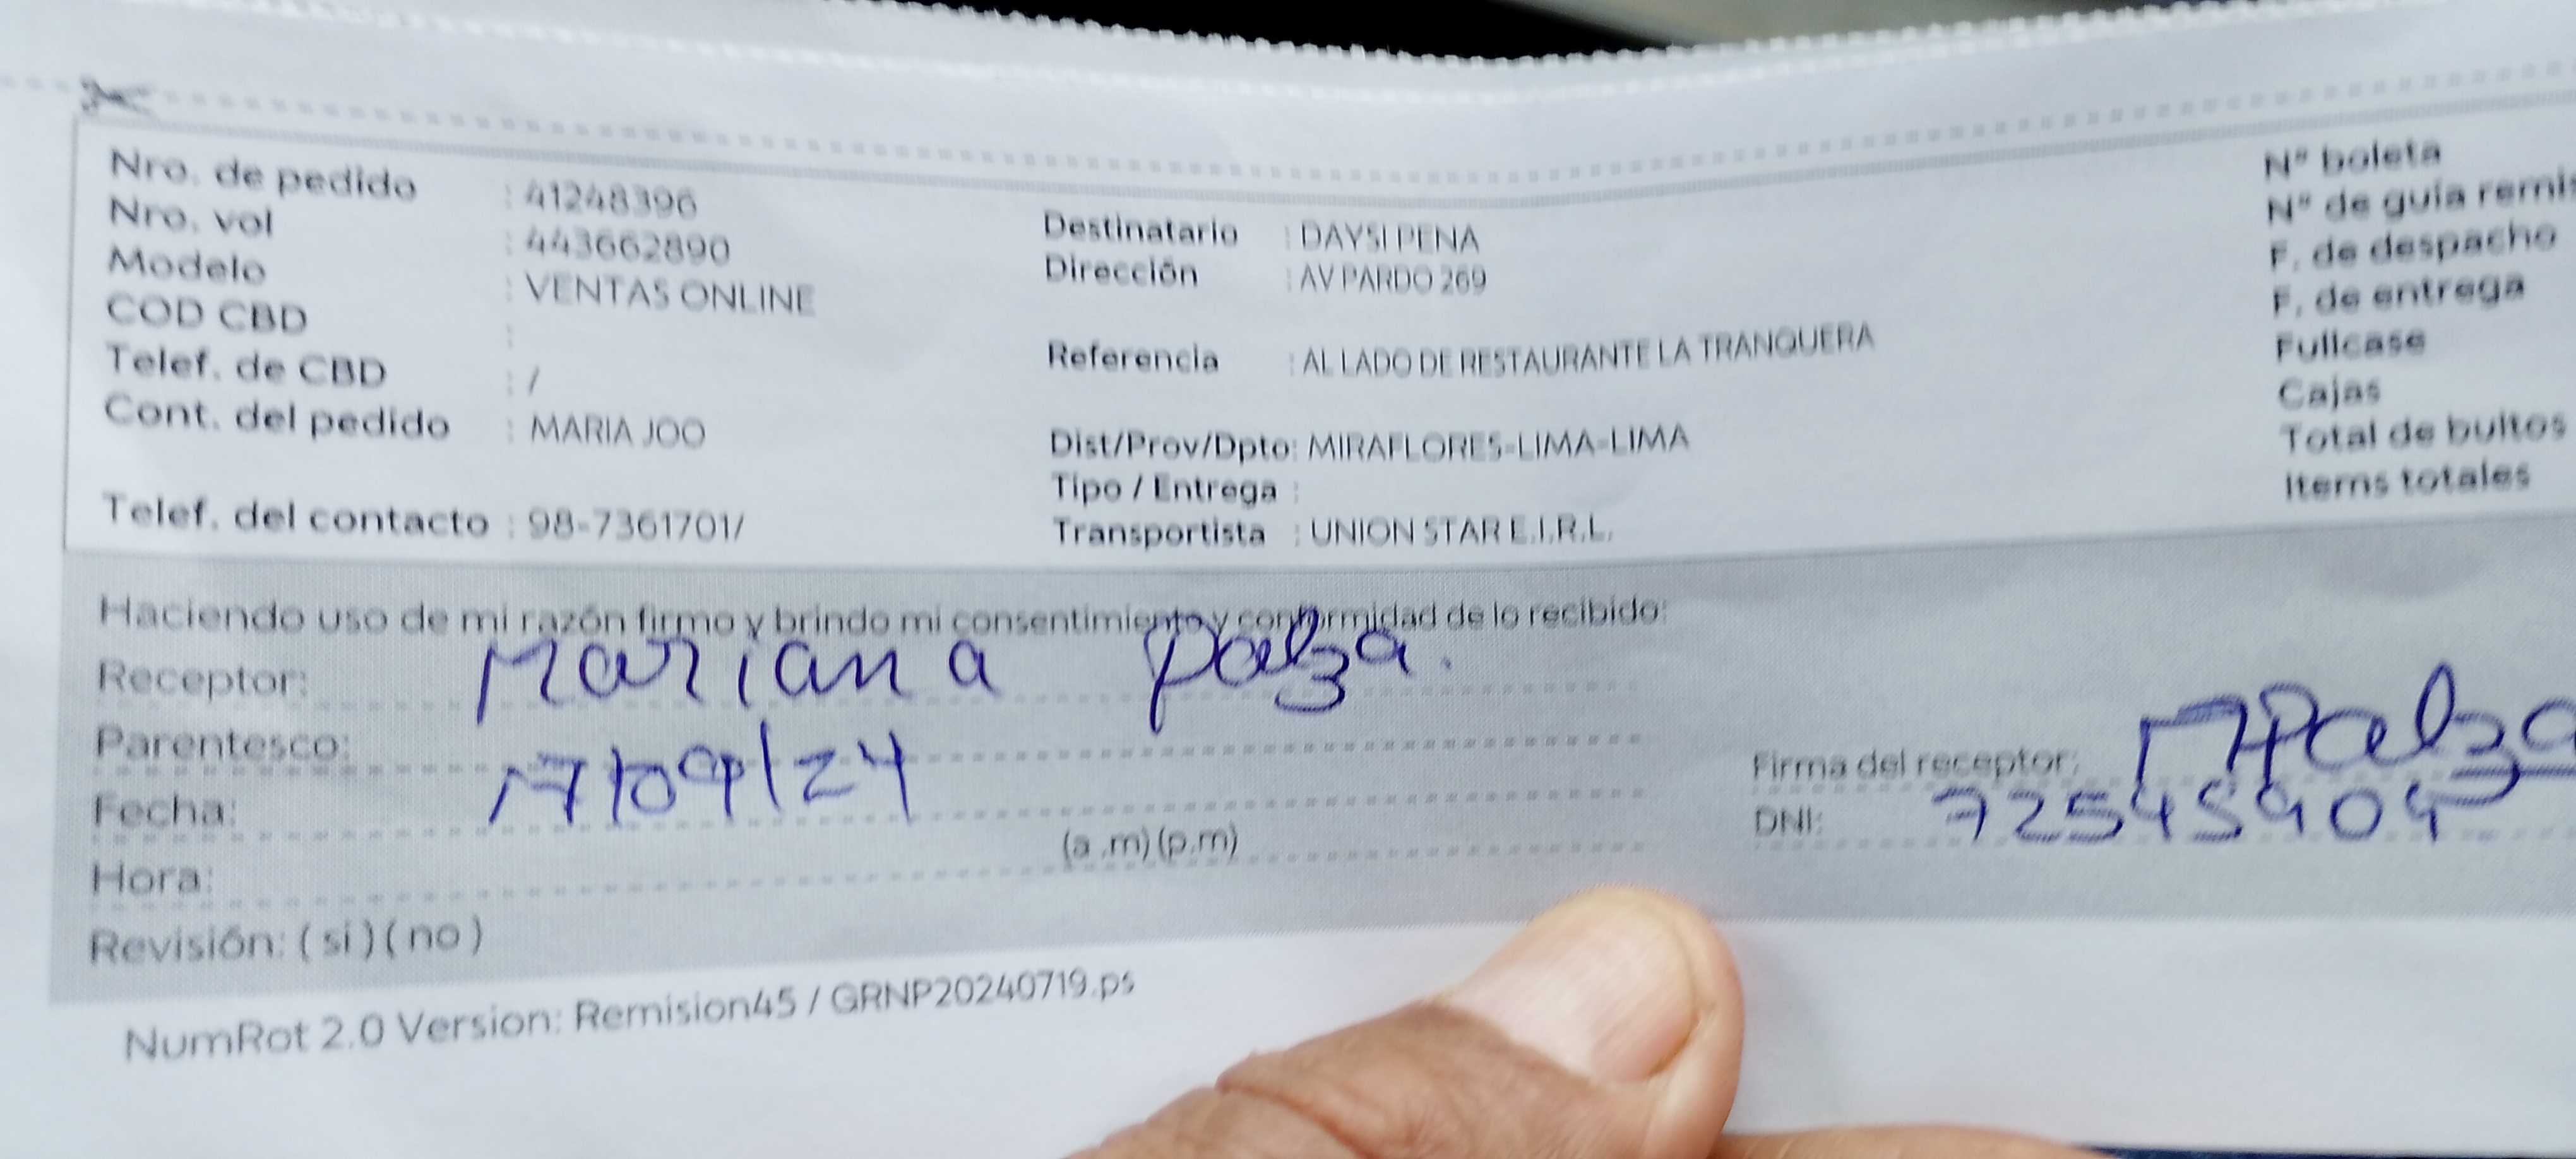 Nro. de pedido : 41248396
Nro. vol : 443662890
Modelo : VENTAS ONLINE
COD CBD :
Telef. de CBD : /
Cont. del pedido : MARIA JOO
Telef. del contacto : 98-7361701/
Destinatario : DAYSI PENA
Dirección : AV PARDO 269
Referencia : AL LADO DE RESTAURANTE LA TRANQUERA
Dist/Prov/Dpto: MIRAFLORES-LIMA-LIMA
Tipo / Entrega :
Transportista : UNION STAR E.I.R.L.
N° boleta
N° de guía remis
F. de despacho
F. de entrega
Fullcase
Cajas
Total de bultos
Items totales
Haciendo uso de mi razón firmo y brindo mi consentimiento y conformidad de lo recibido:
Receptor: Mariana Palza.
Parentesco:
Fecha: 17/09/24
Hora: (a .m) (p.m)
Revisión: ( si ) ( no )
Firma del receptor: MPalza
DNI:
NumRot 2.0 Version: Remision45 / GRNP20240719.ps